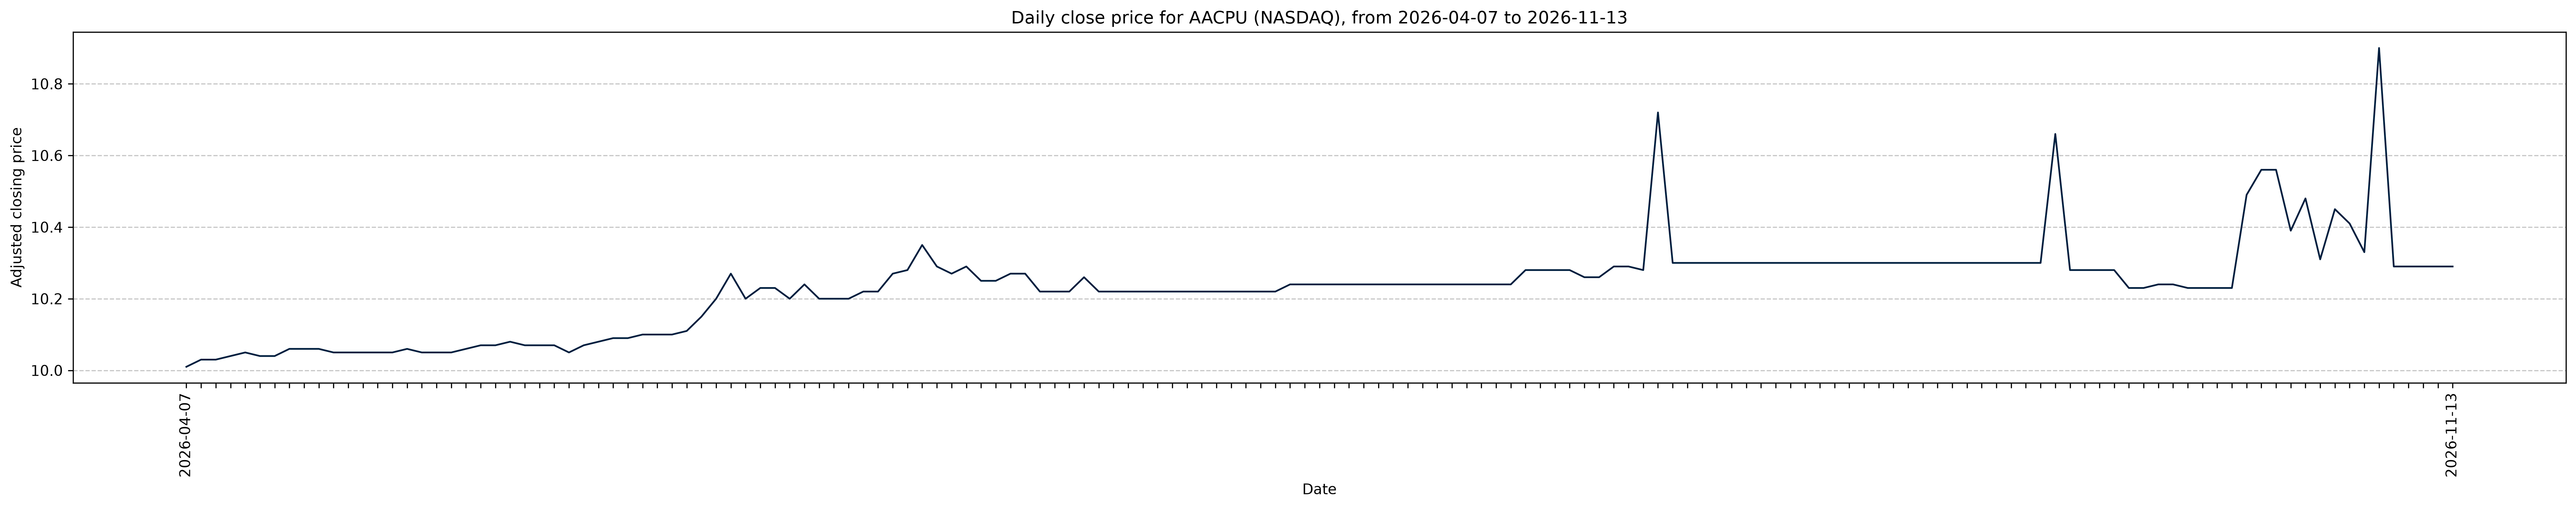 Daily close price for AACPU (NASDAQ), from 2026-04-07 to 2026-11-13
Adjusted closing price
10.8
10.6
10.4
10.2
10.0
2026-04-07
2026-11-13
Date